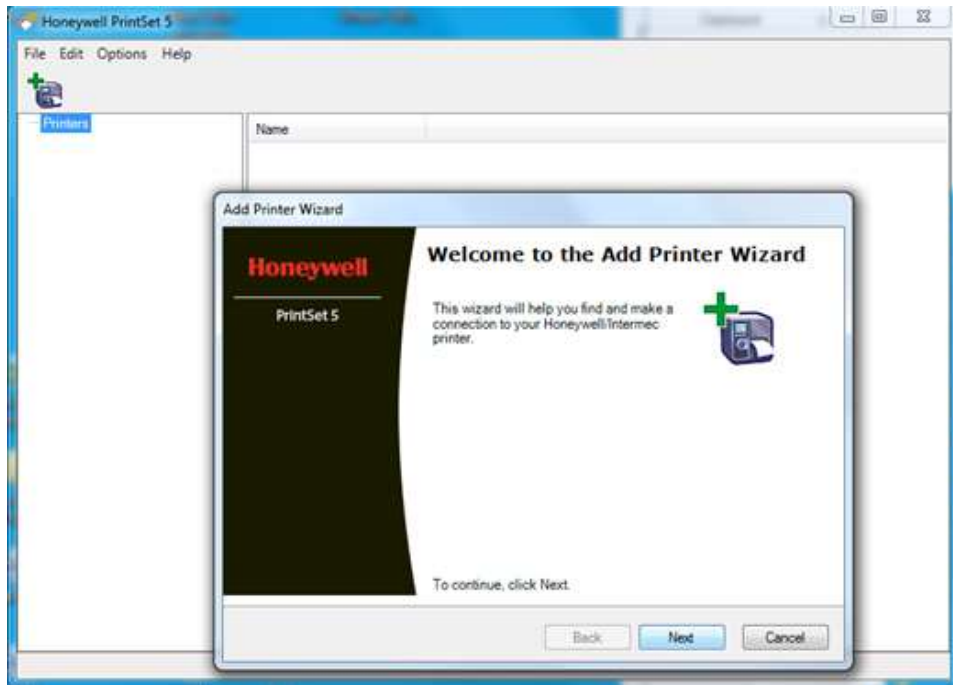 Honeywell PrintSet 5
File Edit Options Help
Printers
Name
Add Printer Wizard
Honeywell
PrintSet 5
Welcome to the Add Printer Wizard
This wizard will help you find and make a
connection to your Honeywell/Intermec
printer.
To continue, click Next.
Back Next Cancel